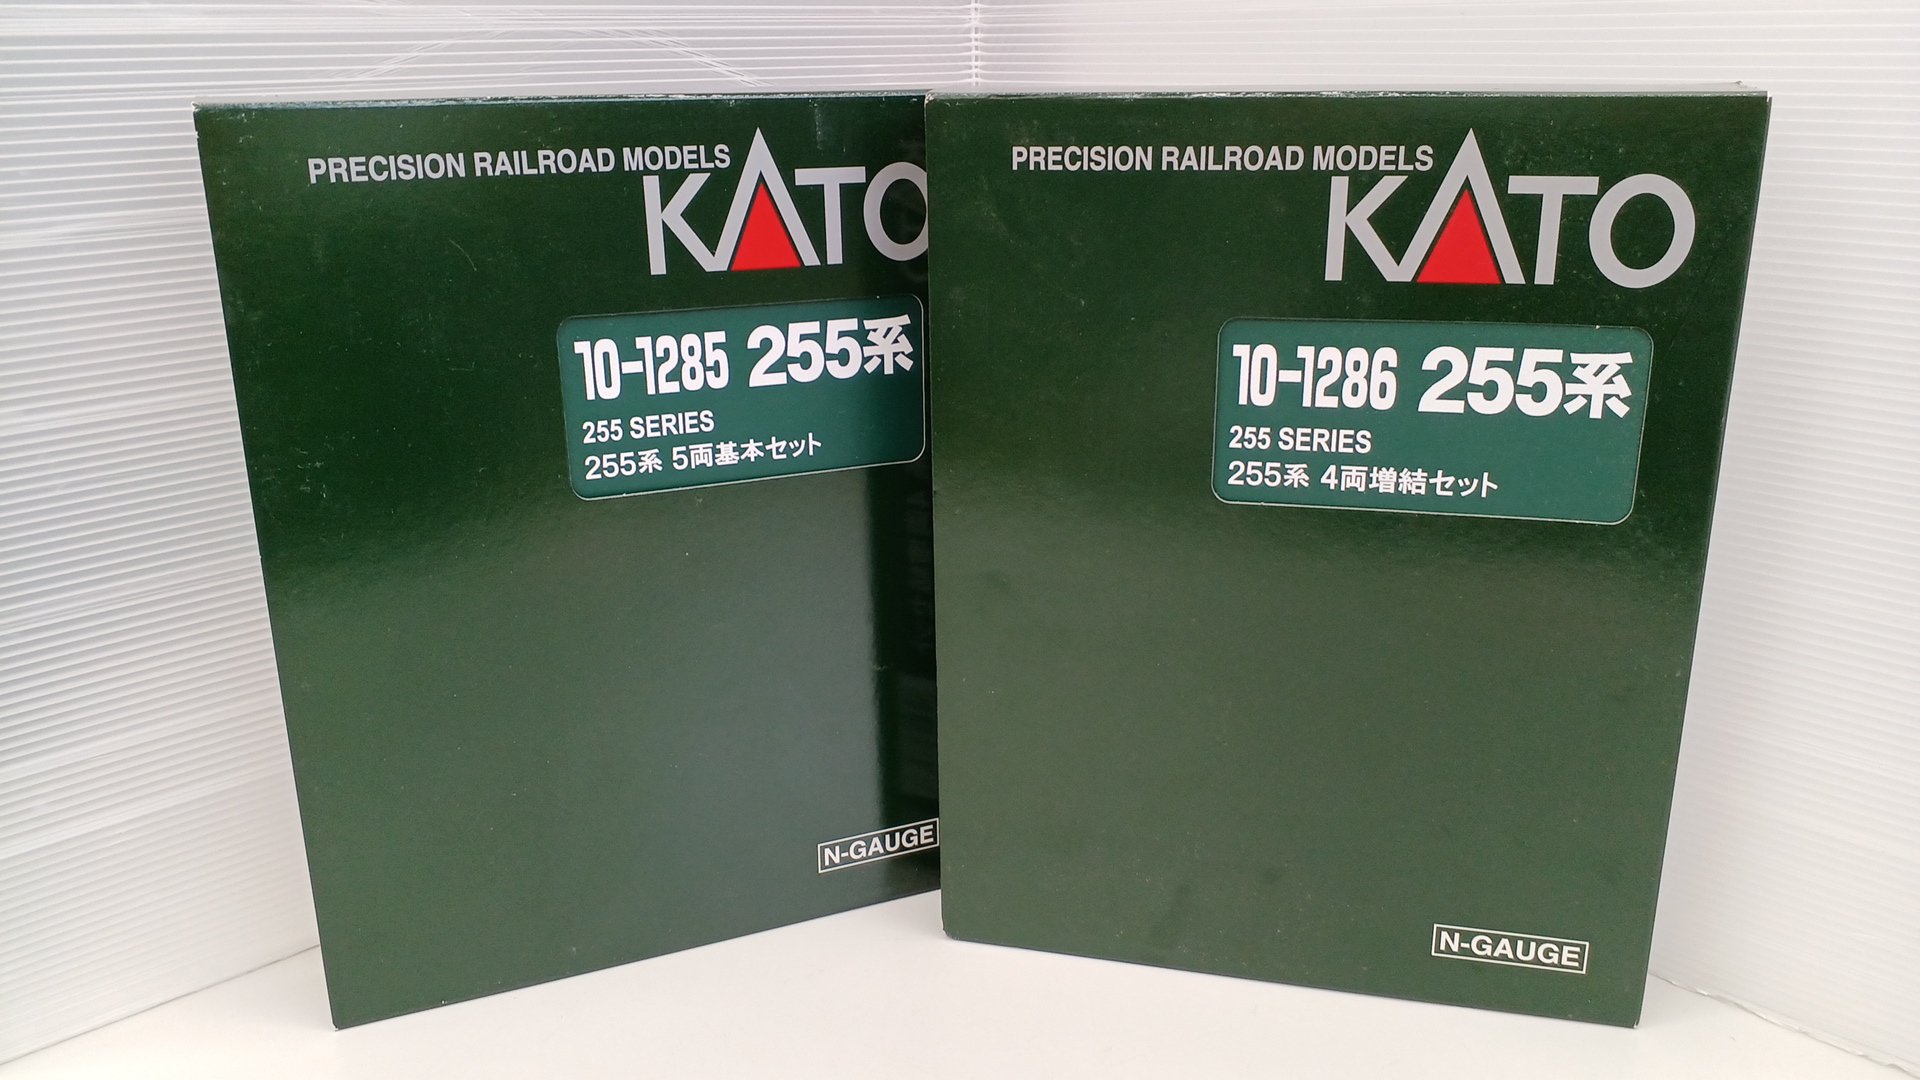 PRECISION RAILROAD MODELS
KATO
10-1285 255系
255 SERIES
255系 5両基本セット
N-GAUGE
PRECISION RAILROAD MODELS
KATO
10-1286 255系
255 SERIES
255系 4両増結セット
N-GAUGE